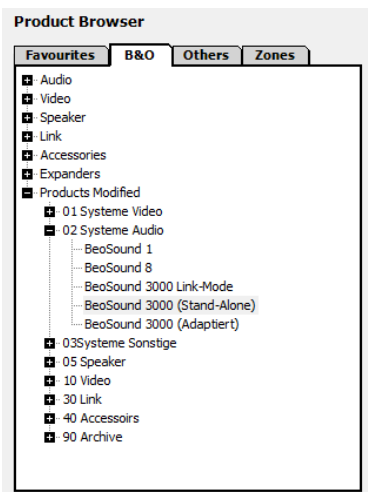 Product Browser
Favourites B&O Others Zones
Audio
Video
Speaker
Link
Accessories
Expanders
Products Modified
01 Systeme Video
02 Systeme Audio
BeoSound 1
BeoSound 8
BeoSound 3000 Link-Mode
BeoSound 3000 (Stand-Alone)
BeoSound 3000 (Adaptiert)
03Systeme Sonstige
05 Speaker
10 Video
30 Link
40 Accessoirs
90 Archive